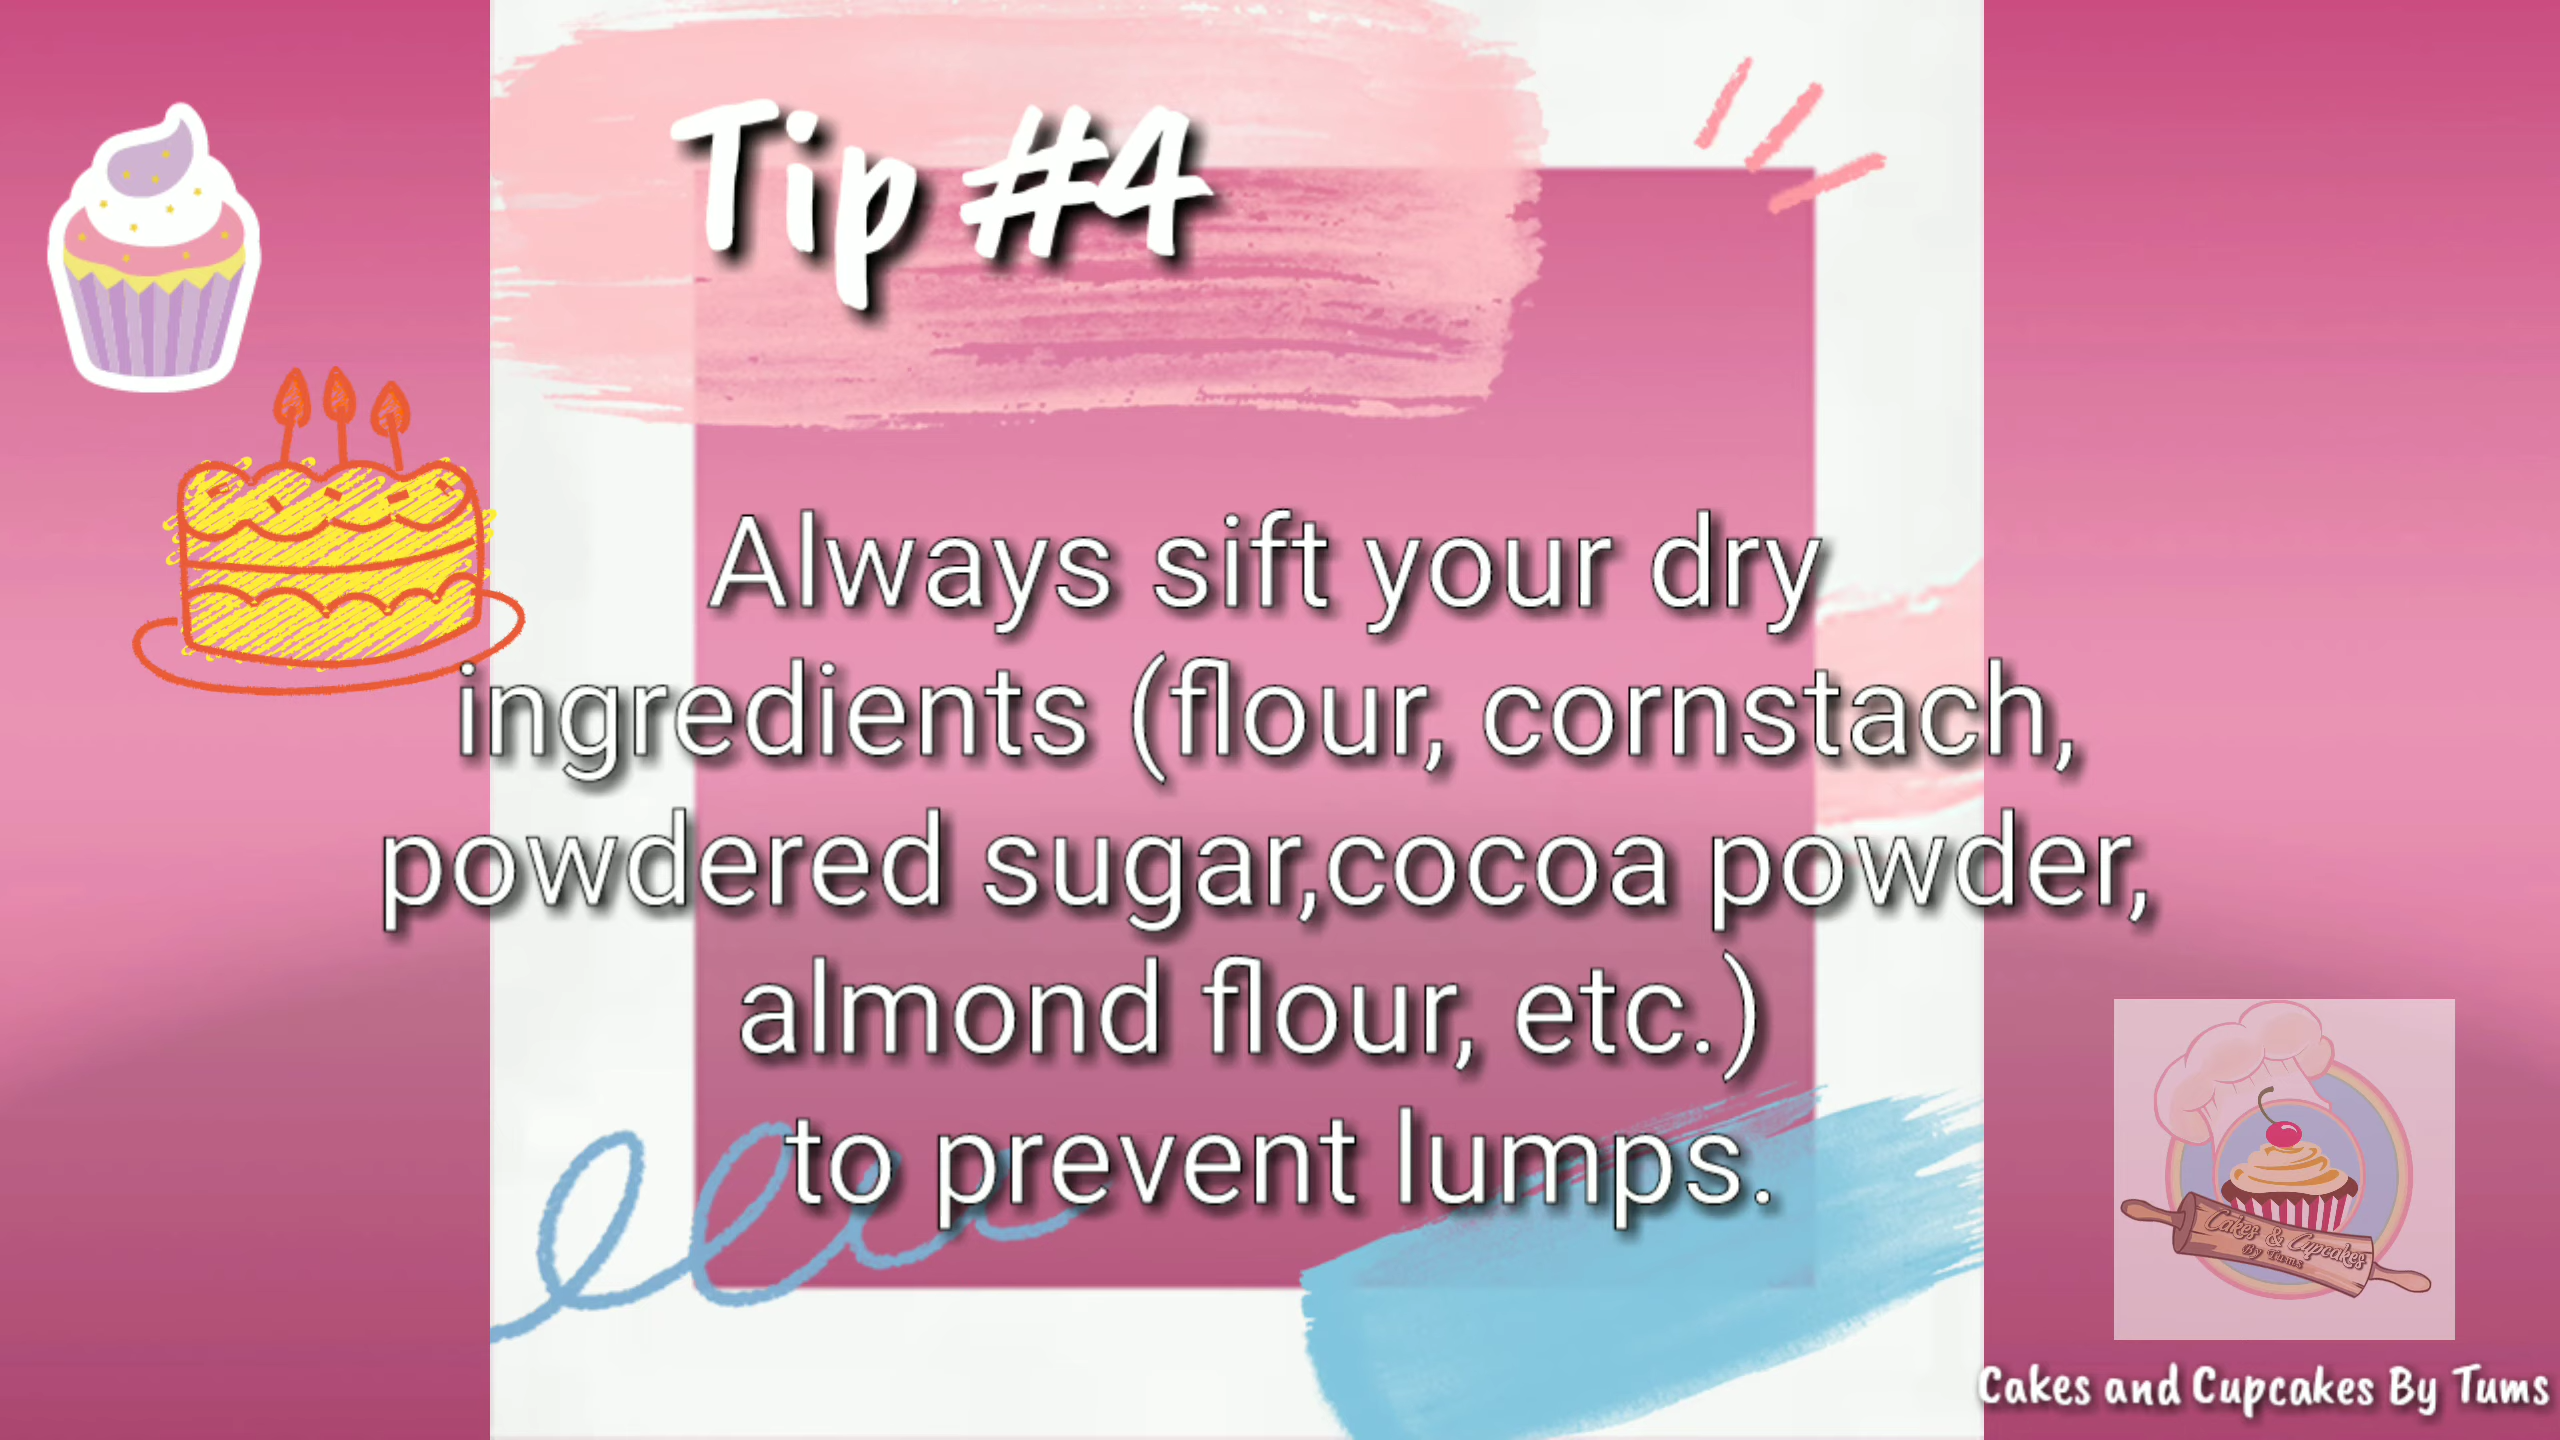 Tip #4
Always sift your dry
ingredients (flour, cornstach,
powdered sugar,cocoa powder,
almond flour, etc.)
to prevent lumps.
Cakes & Cupcakes
By Tums
Cakes and Cupcakes By Tums